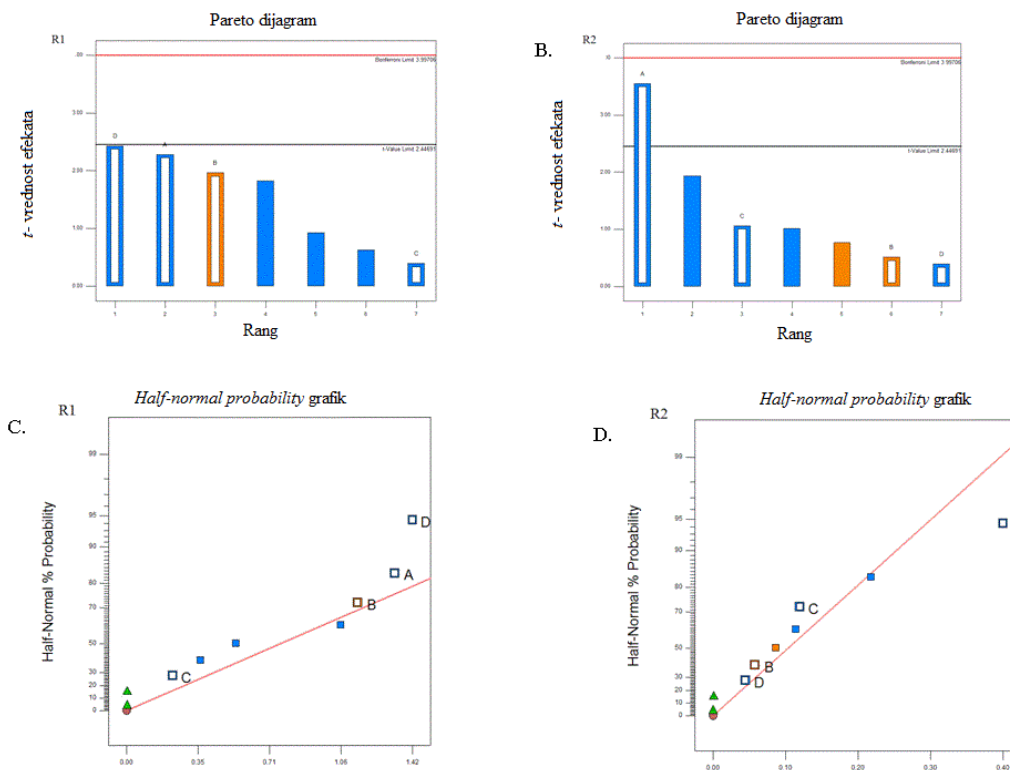 Pareto dijagram
R1
.00
Bonferroni Limit 3.99706
3.00
D
A
t-Value Limit 2.44691
B
2.00
1.00
C
0.00
1 2 3 4 5 6 7
t- vrednost efekata
Rang
Pareto dijagram
B.
R2
Bonferroni Limit 3.99706
A
3.00
t-Value Limit 2.44691
2.00
C
1.00
B
D
0.00
1 2 3 4 5 6 7
t- vrednost efekata
Rang
Half-normal probability grafik
C.
R1
99
95
D
90
A
80
B
70
50
30
C
20
10
0
Half-Normal % Probability
0.00 0.35 0.71 1.06 1.42
Half-normal probability grafik
D.
R2
99
95
90
80
C
70
50
B
30
D
20
10
0
Half-Normal % Probability
0.00 0.10 0.20 0.30 0.40